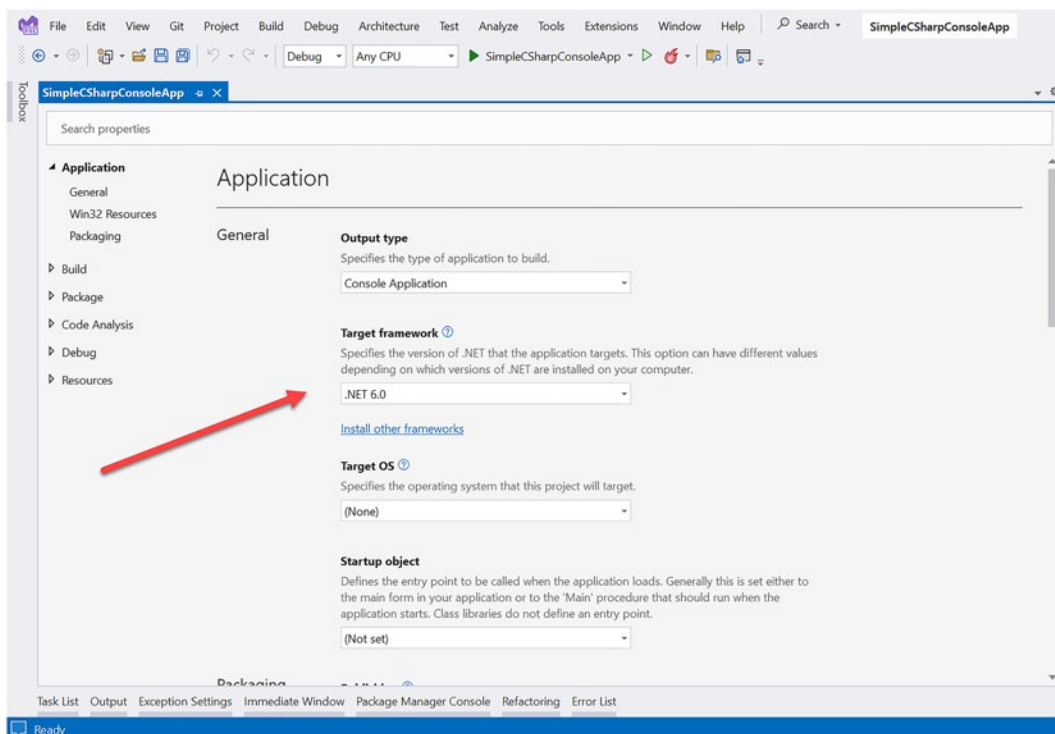 File Edit View Git Project Build Debug Architecture Test Analyze Tools Extensions Window Help Search SimpleCSharpConsoleApp
Debug Any CPU SimpleCSharpConsoleApp
Toolbox
SimpleCSharpConsoleApp
Search properties
Application
General
Win32 Resources
Packaging
Build
Package
Code Analysis
Debug
Resources
Application
General
Output type
Specifies the type of application to build.
Console Application
Target framework
Specifies the version of .NET that the application targets. This option can have different values
depending on which versions of .NET are installed on your computer.
.NET 6.0
Install other frameworks
Target OS
Specifies the operating system that this project will target.
(None)
Startup object
Defines the entry point to be called when the application loads. Generally this is set either to
the main form in your application or to the 'Main' procedure that should run when the
application starts. Class libraries do not define an entry point.
(Not set)
Packaging
Task List Output Exception Settings Immediate Window Package Manager Console Refactoring Error List
Ready